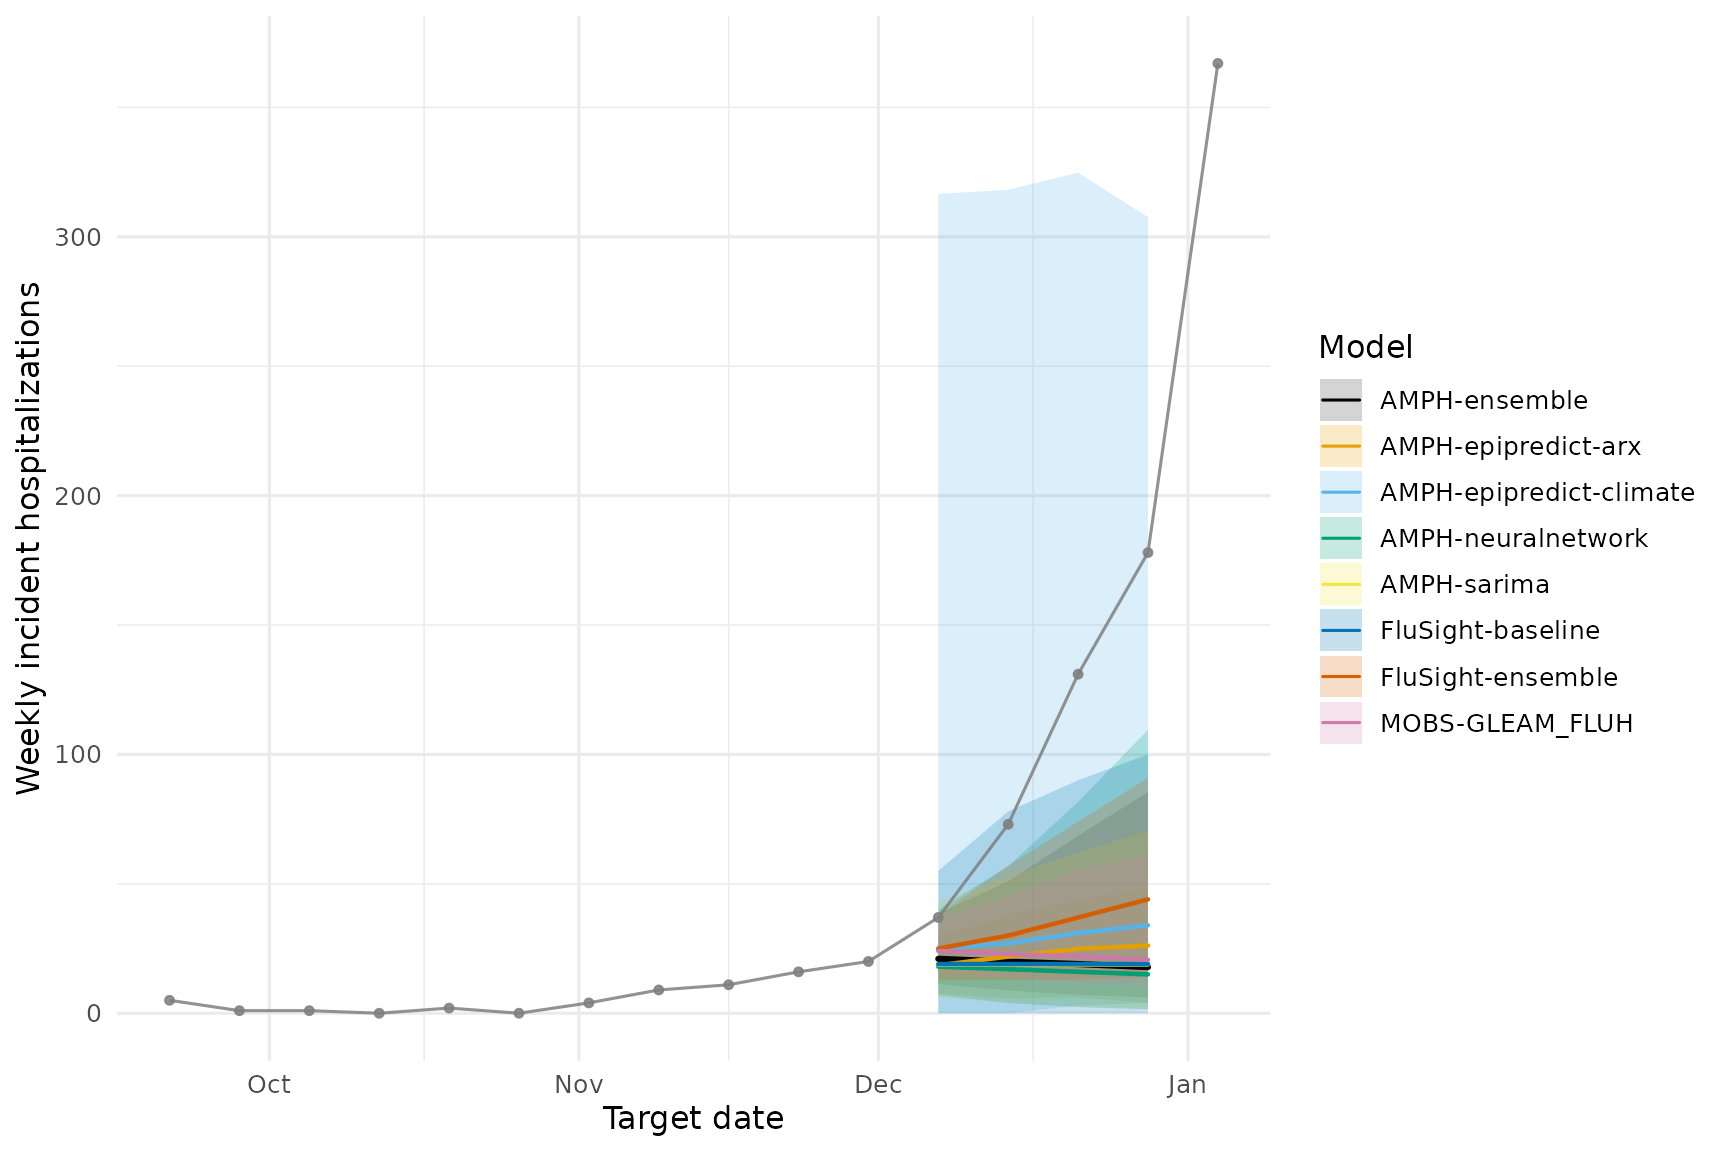 Weekly incident hospitalizations
300
200
100
0
Oct
Nov
Dec
Jan
Target date
Model
AMPH-ensemble
AMPH-epipredict-arx
AMPH-epipredict-climate
AMPH-neuralnetwork
AMPH-sarima
FluSight-baseline
FluSight-ensemble
MOBS-GLEAM_FLUH